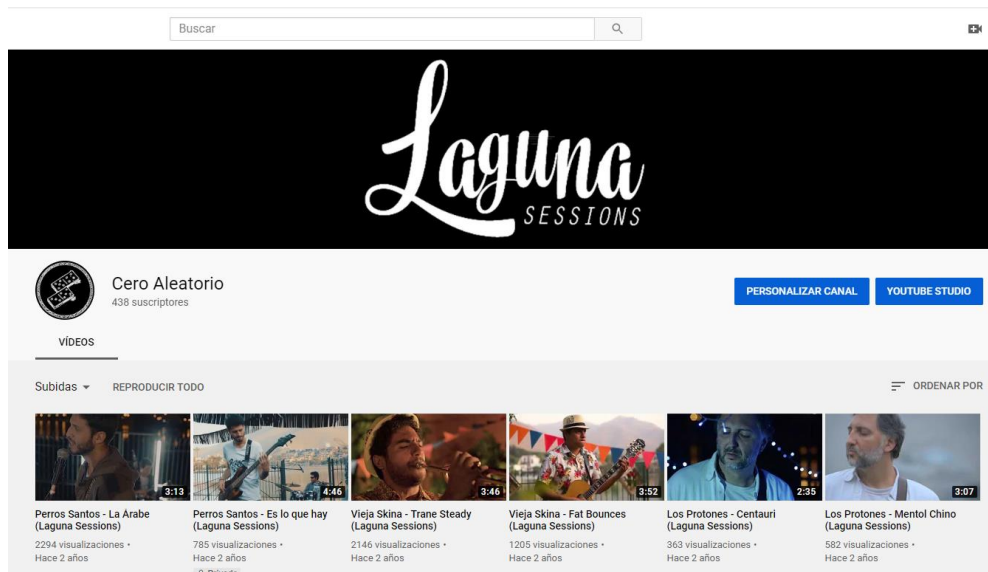 Buscar
Laguna
SESSIONS
Cero Aleatorio
438 suscriptores
PERSONALIZAR CANAL
YOUTUBE STUDIO
VÍDEOS
Subidas
REPRODUCIR TODO
ORDENAR POR
3:13
4:46
3:46
3:52
2:35
3:07
Perros Santos - La Árabe
(Laguna Sessions)
2294 visualizaciones •
Hace 2 años
Perros Santos - Es lo que hay
(Laguna Sessions)
785 visualizaciones •
Hace 2 años
Privado
Vieja Skina - Trane Steady
(Laguna Sessions)
2146 visualizaciones •
Hace 2 años
Vieja Skina - Fat Bounces
(Laguna Sessions)
1205 visualizaciones •
Hace 2 años
Los Protones - Centauri
(Laguna Sessions)
363 visualizaciones •
Hace 2 años
Los Protones - Mentol Chino
(Laguna Sessions)
582 visualizaciones •
Hace 2 años